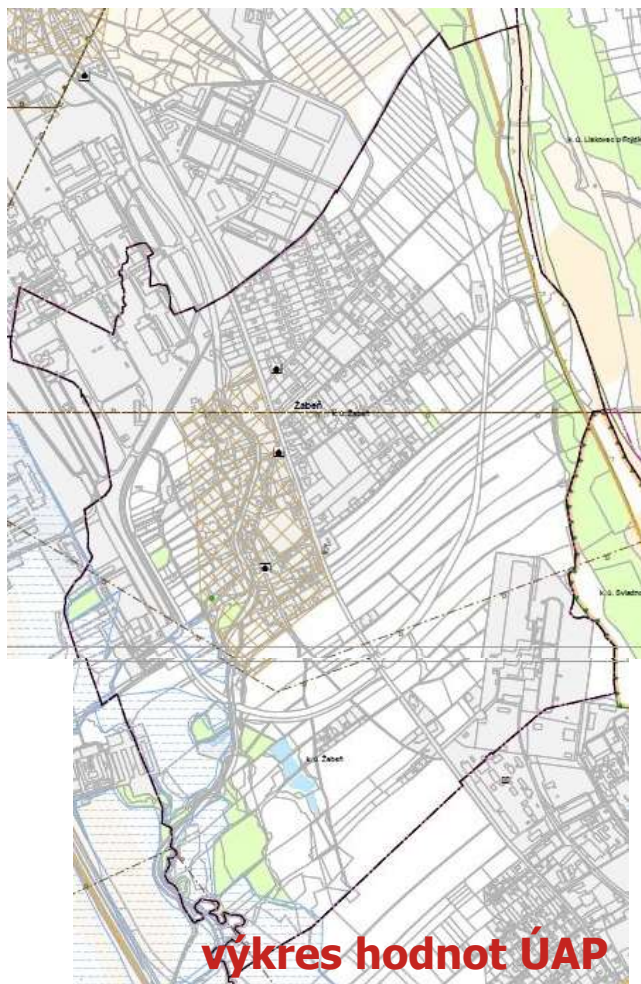 k. ú. Lískovec u Frýdku
Žabeň
k. ú. Žabeň
k. ú. Sviadnov
k. ú. Žabeň
výkres hodnot ÚAP